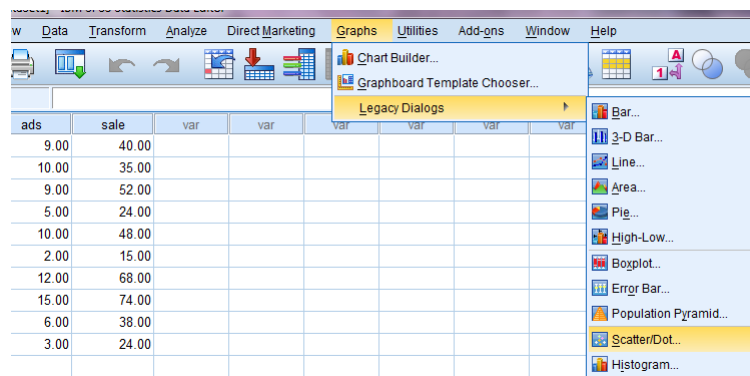 w Data Transform Analyze Direct Marketing Graphs Utilities Add-ons Window Help
Chart Builder...
Graphboard Template Chooser...
Legacy Dialogs
A
14
ads sale var var var var var var
9.00 40.00
10.00 35.00
9.00 52.00
5.00 24.00
10.00 48.00
2.00 15.00
12.00 68.00
15.00 74.00
6.00 38.00
3.00 24.00
Bar...
3-D Bar...
Line...
Area...
Pie...
High-Low...
Boxplot...
Error Bar...
Population Pyramid...
Scatter/Dot...
Histogram...